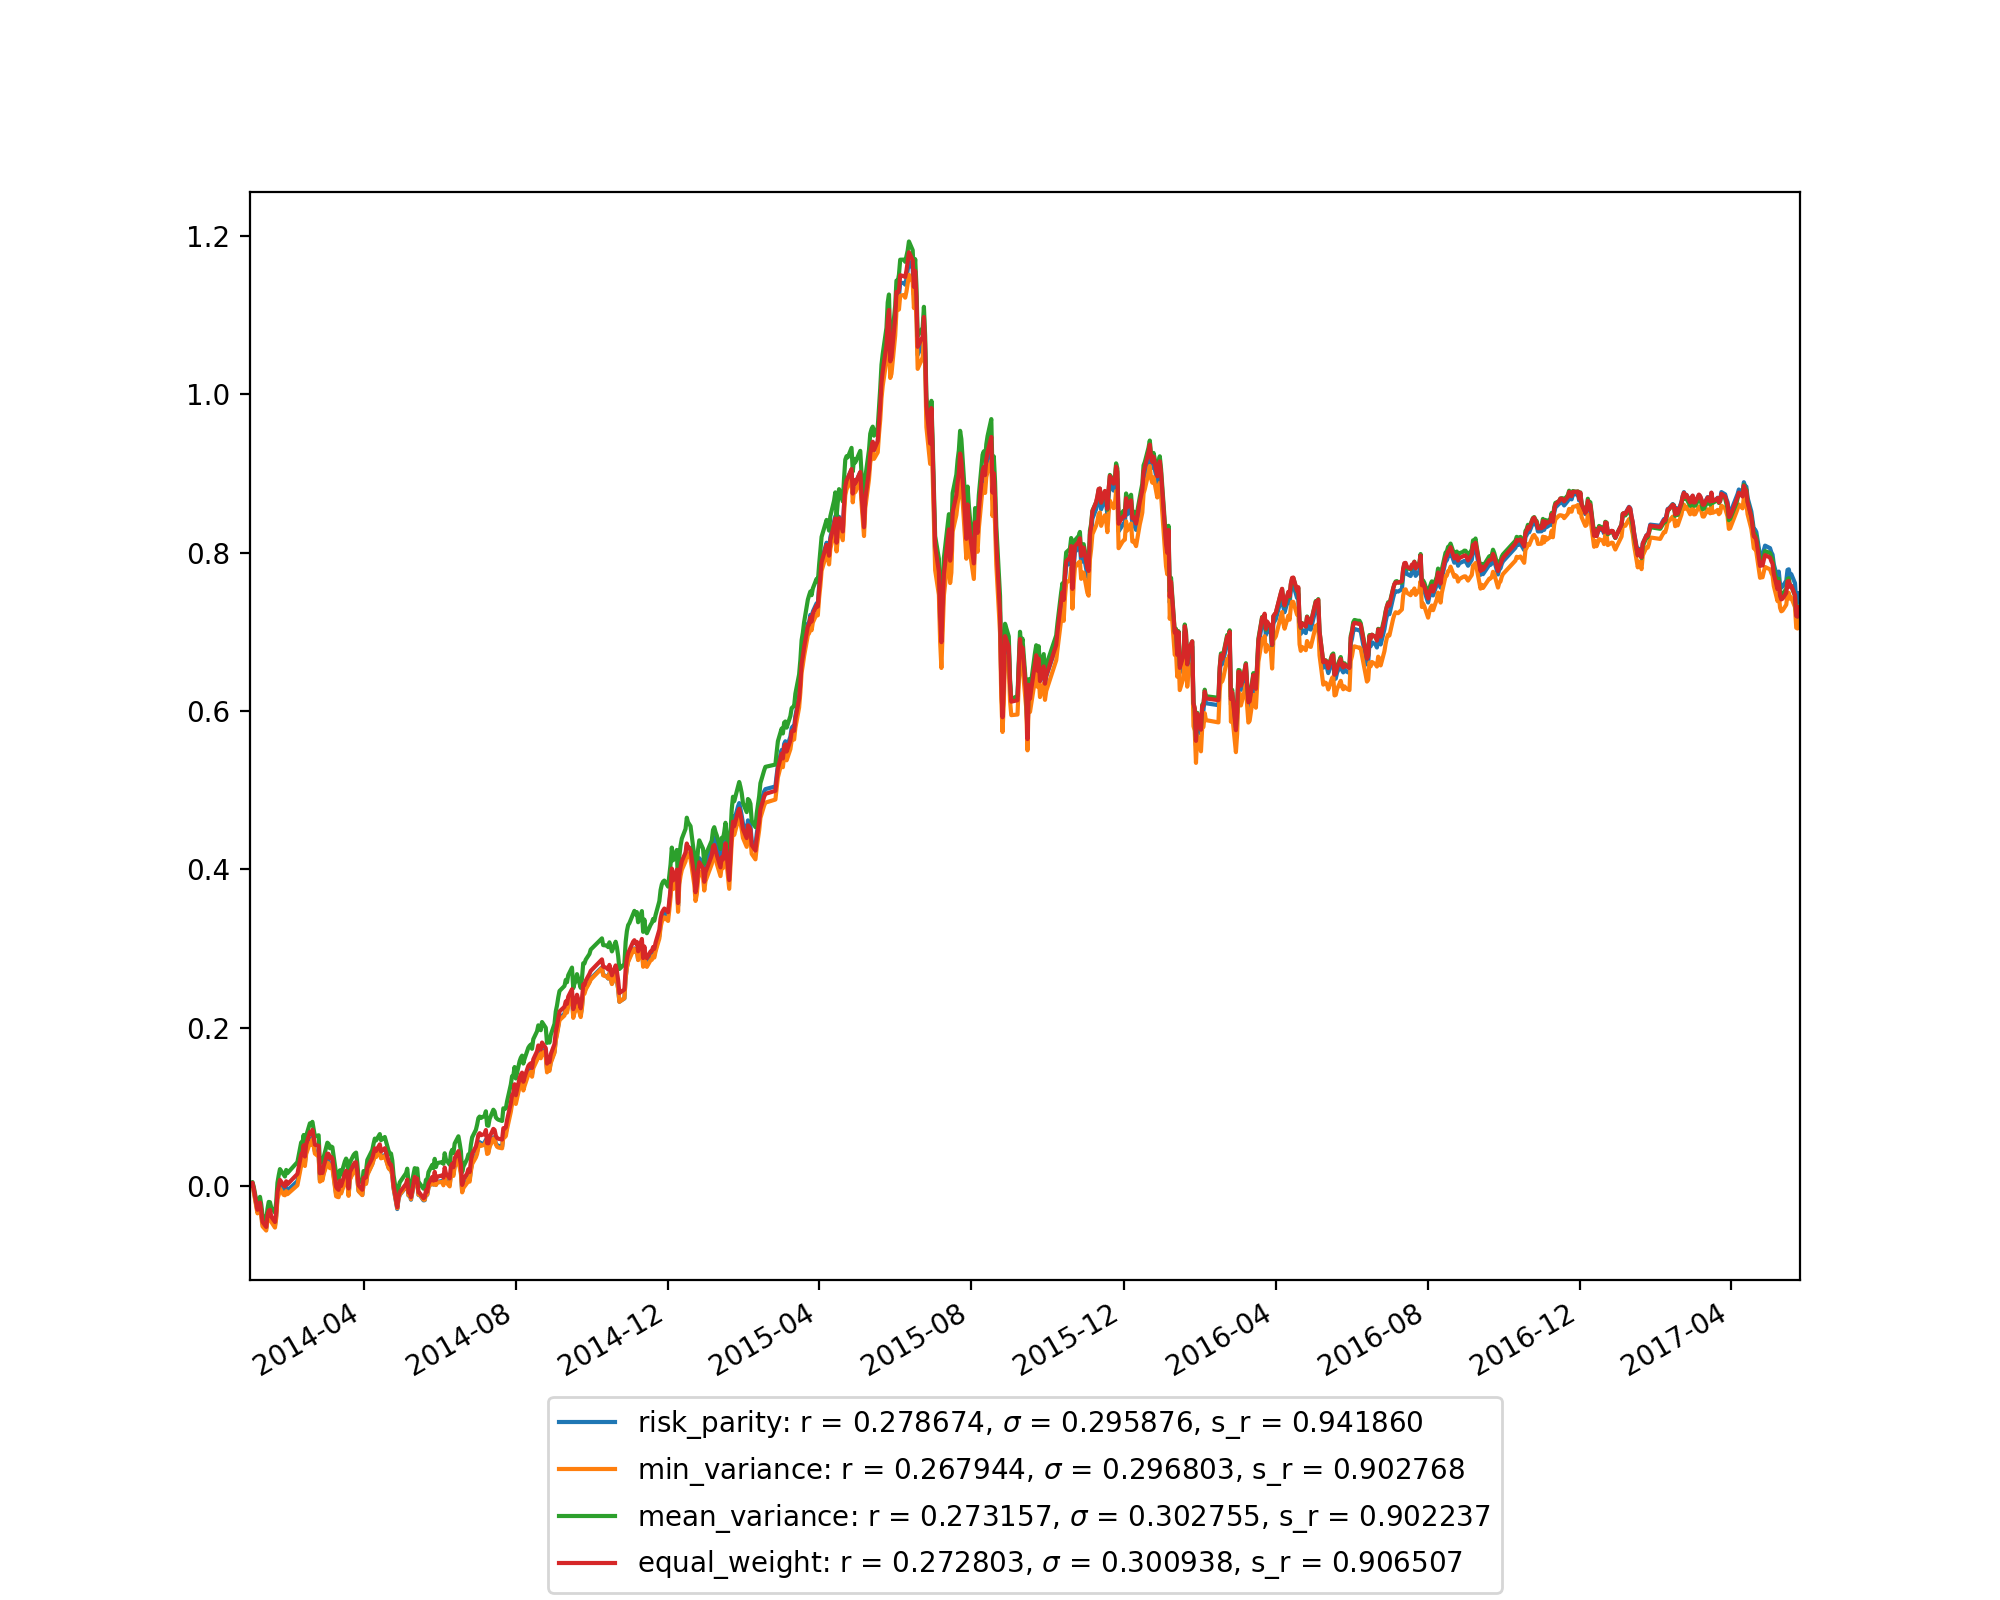 1.2
1.0
0.8
0.6
0.4
0.2
0.0
2014-04 2014-08 2014-12 2015-04 2015-08 2015-12 2016-04 2016-08 2016-12 2017-04
risk_parity: r = 0.278674, σ = 0.295876, s_r = 0.941860
min_variance: r = 0.267944, σ = 0.296803, s_r = 0.902768
mean_variance: r = 0.273157, σ = 0.302755, s_r = 0.902237
equal_weight: r = 0.272803, σ = 0.300938, s_r = 0.906507